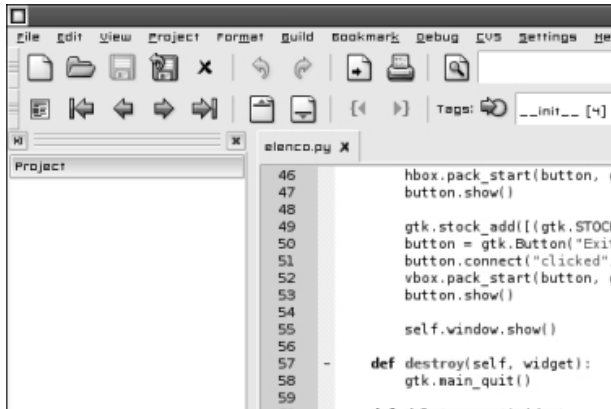 File Edit View Project Format Build Bookmark Debug CVS Settings
Tags: __init__ [4]
elenco.py
Project
46 hbox.pack_start(button,
47 button.show()
48
49 gtk.stock_add([(gtk.STOC
50 button = gtk.Button("Exi
51 button.connect("clicked"
52 vbox.pack_start(button,
53 button.show()
54
55 self.window.show()
56
57 - def destroy(self, widget):
58 gtk.main_quit()
59